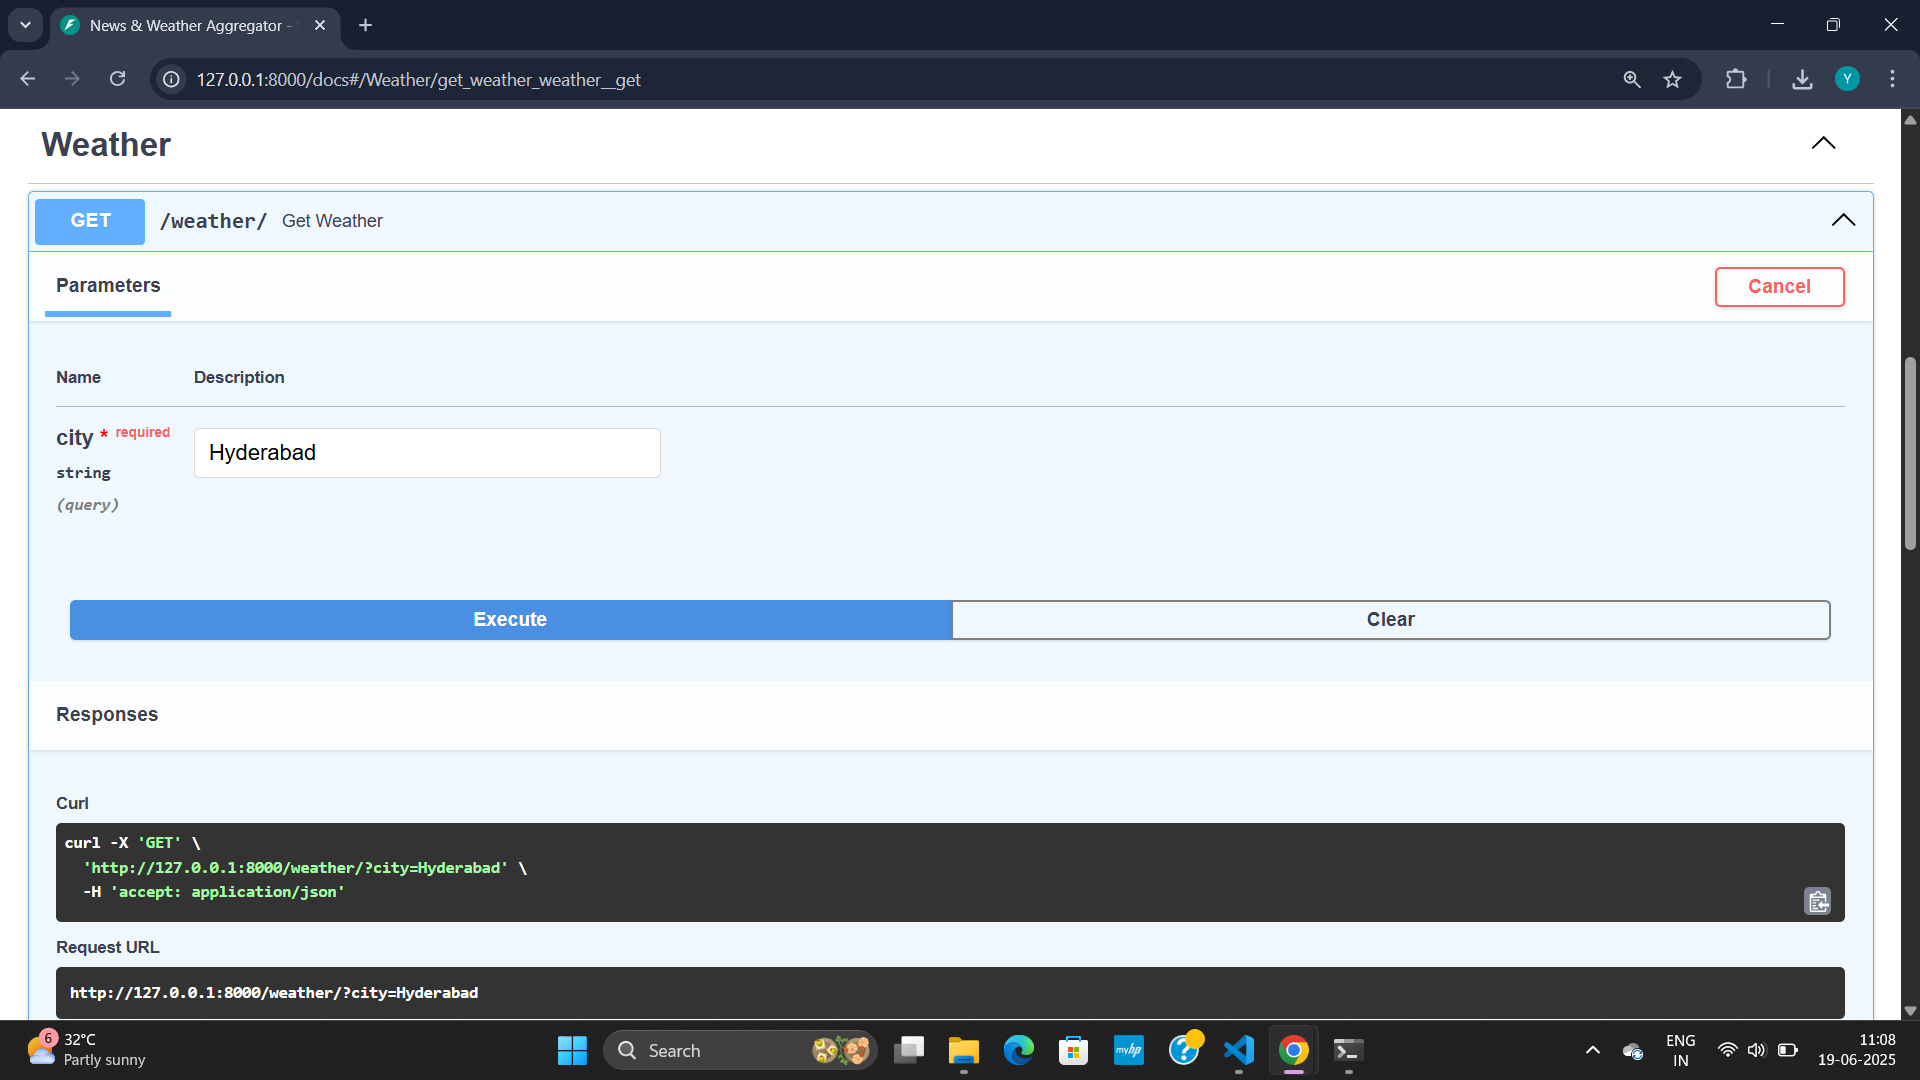 News & Weather Aggregator -
127.0.0.1:8000/docs#/Weather/get_weather_weather__get
Y
Weather
GET /weather/ Get Weather
Parameters
Cancel
Name Description
city * required
string
(query)
Hyderabad
Execute
Clear
Responses
Curl
curl -X 'GET' \
'http://127.0.0.1:8000/weather/?city=Hyderabad' \
-H 'accept: application/json'
Request URL
http://127.0.0.1:8000/weather/?city=Hyderabad
6
32°C
Partly sunny
Search
myhp
ENG
IN
11:08
19-06-2025